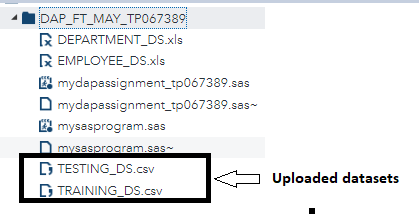 DAP_FT_MAY_TP067389
DEPARTMENT_DS.xls
EMPLOYEE_DS.xls
mydapassignment_tp067389.sas
mydapassignment_tp067389.sas~
mysasprogram.sas
mysasprogram.sas~
TESTING_DS.csv
TRAINING_DS.csv
Uploaded datasets